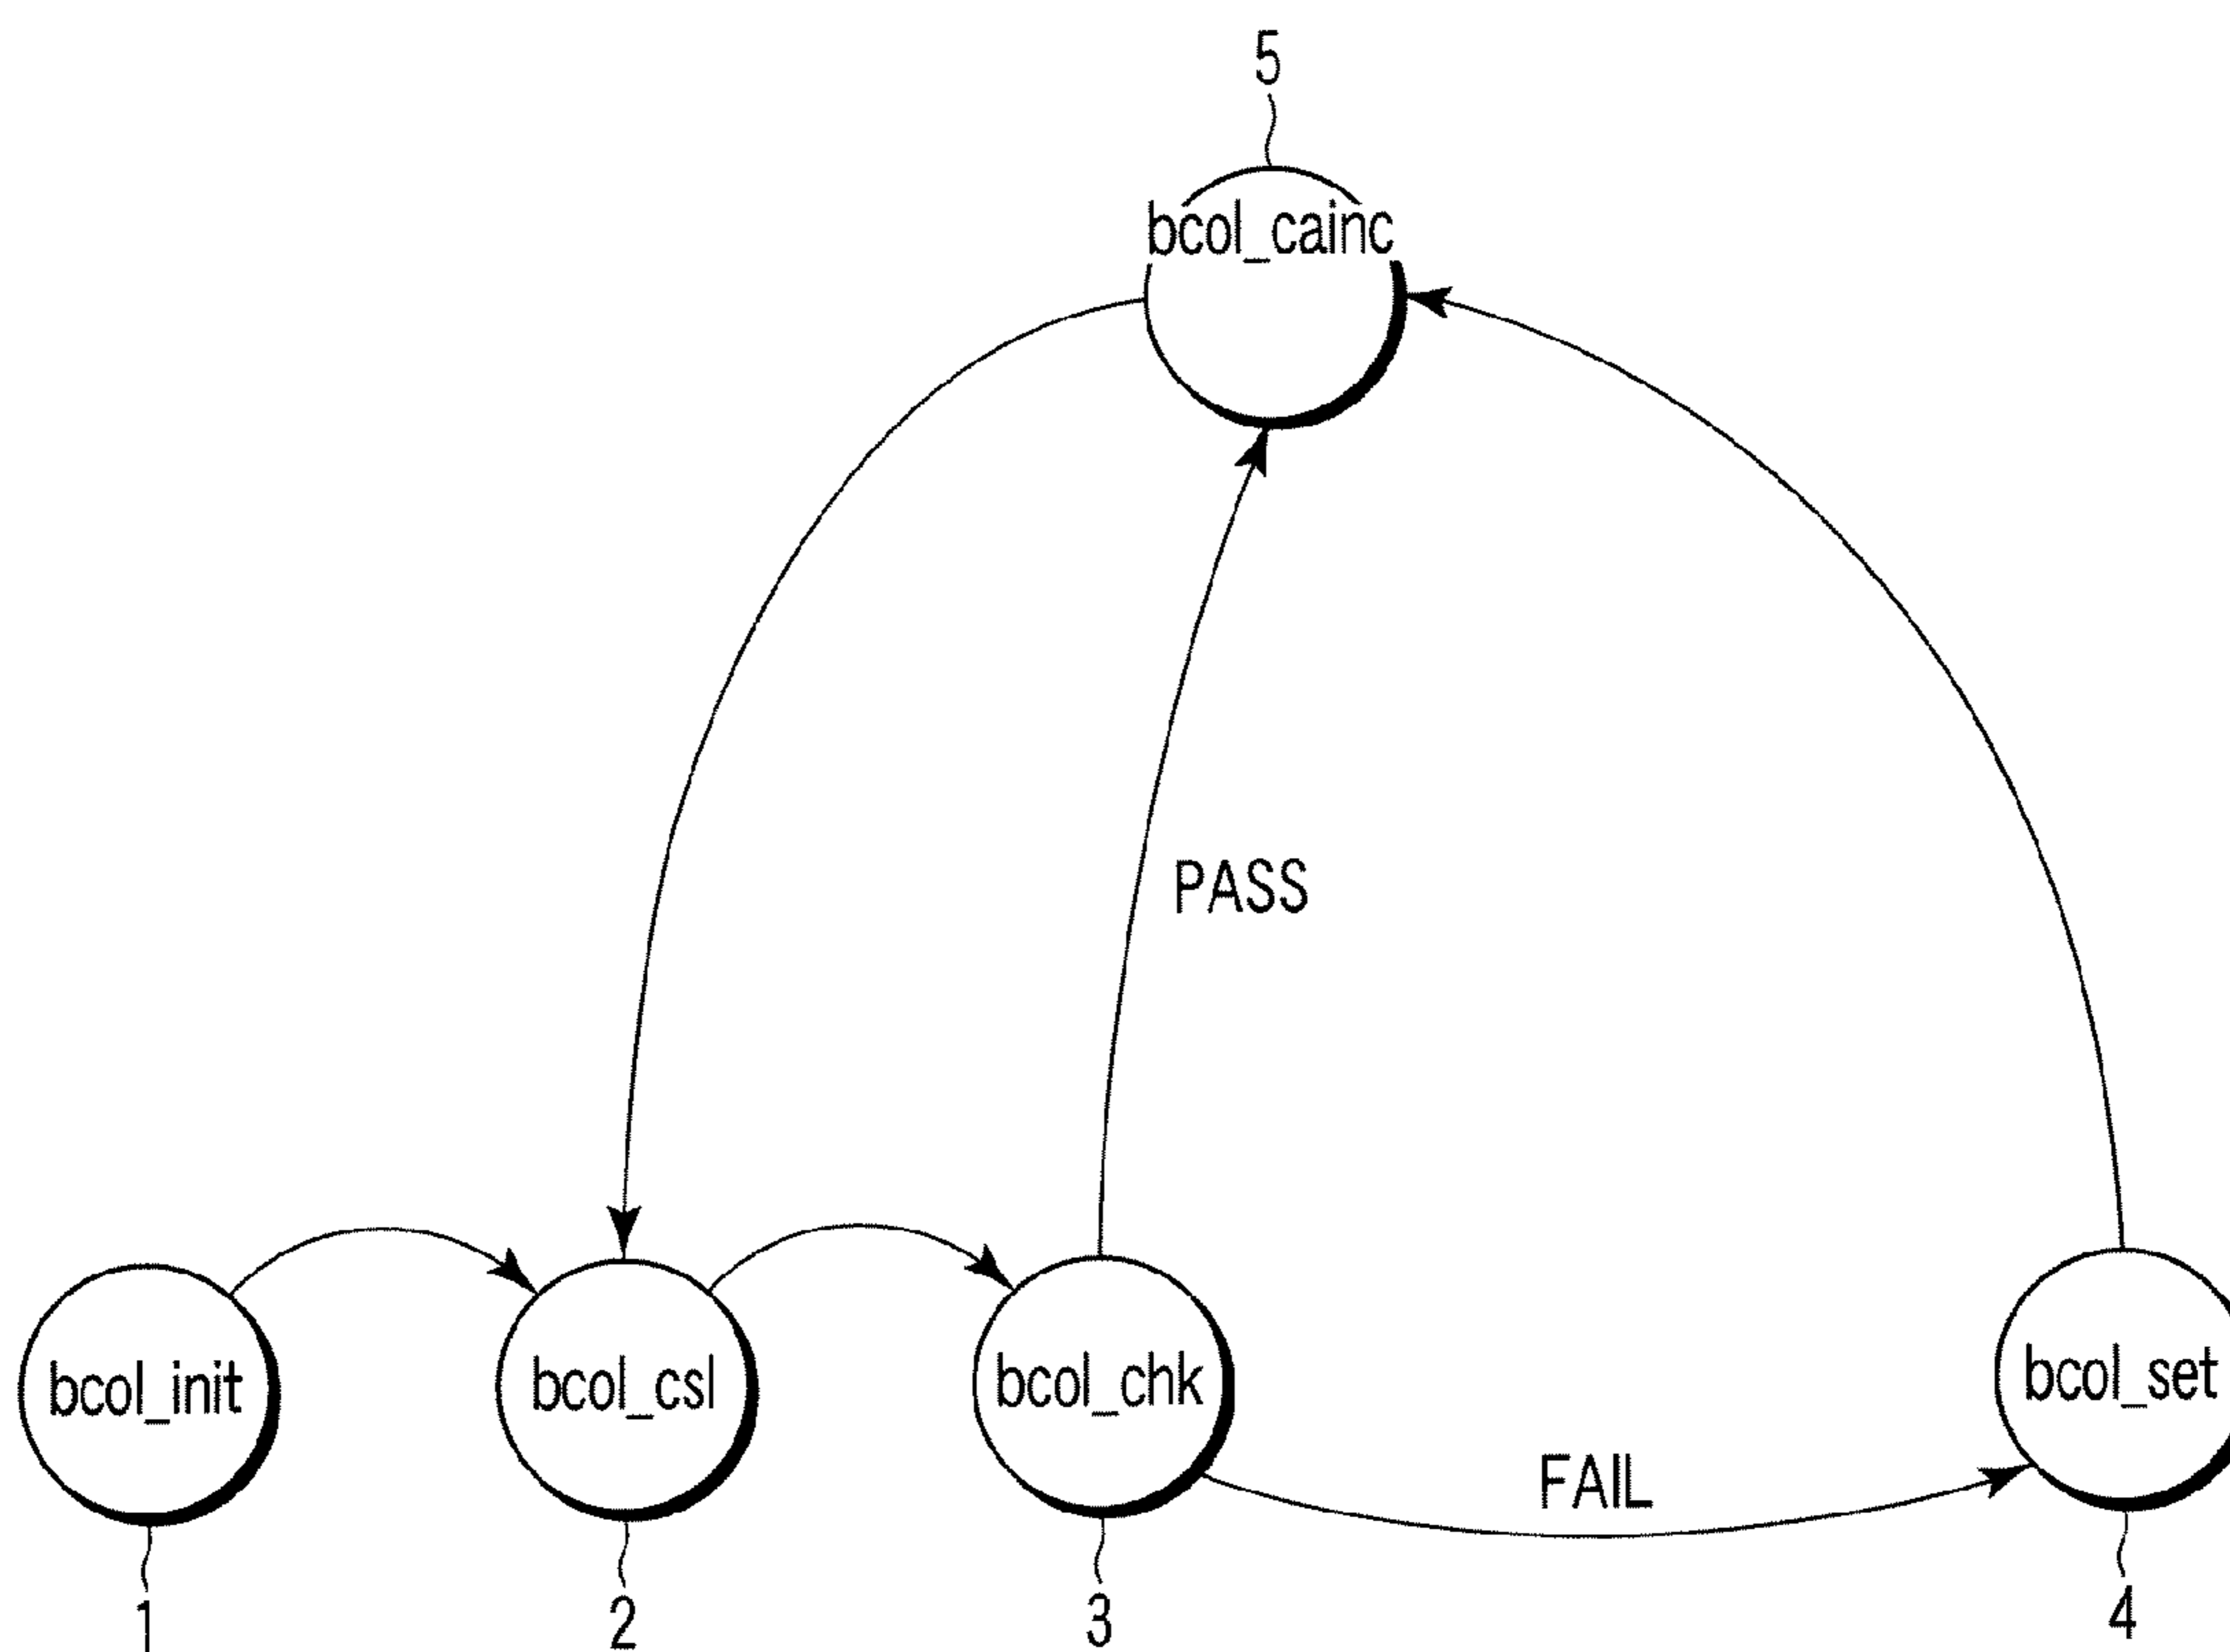 5
bcol_cainc
PASS
bcol_init
bcol_csl
bcol_chk
bcol_set
FAIL
1
2
3
4